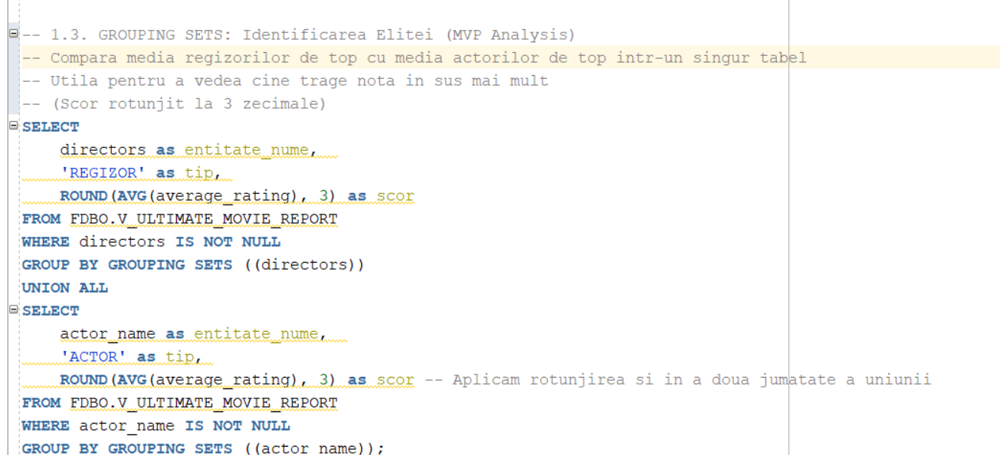 -- 1.3. GROUPING SETS: Identificarea Elitei (MVP Analysis)
-- Compara media regizorilor de top cu media actorilor de top intr-un singur tabel
-- Utila pentru a vedea cine trage nota in sus mai mult
-- (Scor rotunjit la 3 zecimale)
SELECT
    directors as entitate_nume,
    'REGIZOR' as tip,
    ROUND(AVG(average_rating), 3) as scor
FROM FDBO.V_ULTIMATE_MOVIE_REPORT
WHERE directors IS NOT NULL
GROUP BY GROUPING SETS ((directors))
UNION ALL
SELECT
    actor_name as entitate_nume,
    'ACTOR' as tip,
    ROUND(AVG(average_rating), 3) as scor -- Aplicam rotunjirea si in a doua jumatate a uniunii
FROM FDBO.V_ULTIMATE_MOVIE_REPORT
WHERE actor_name IS NOT NULL
GROUP BY GROUPING SETS ((actor_name));